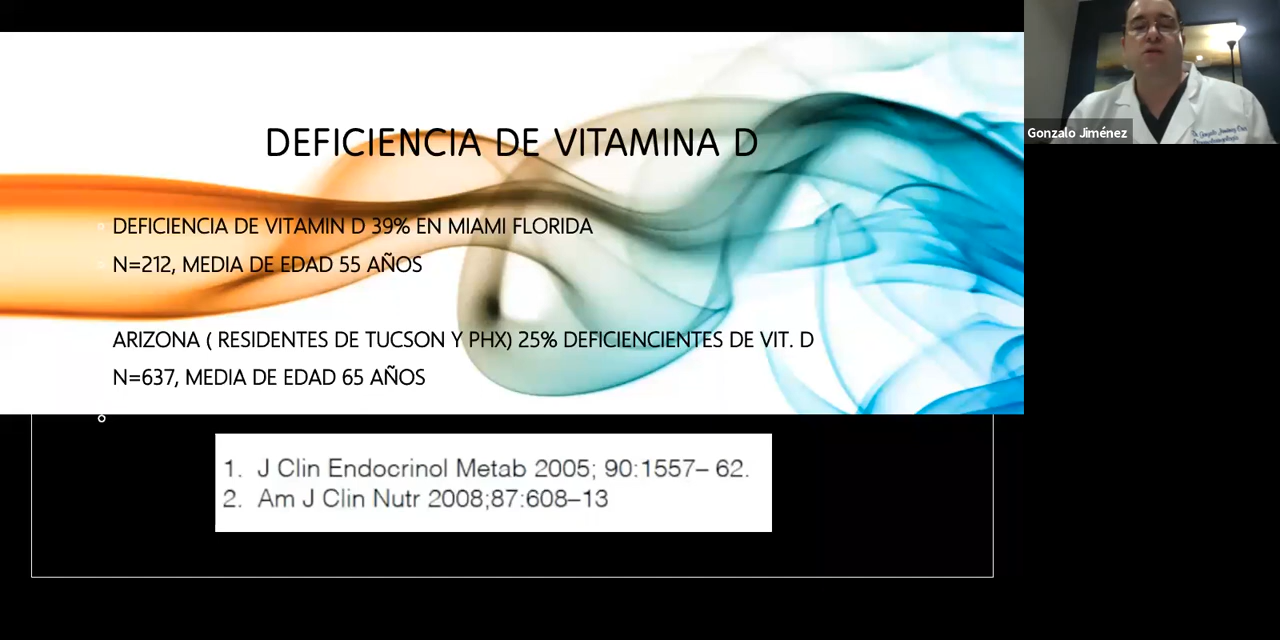 DEFICIENCIA DE VITAMINA D
DEFICIENCIA DE VITAMIN D 39% EN MIAMI FLORIDA
N=212, MEDIA DE EDAD 55 AÑOS
ARIZONA ( RESIDENTES DE TUCSON Y PHX) 25% DEFICIENCIENTES DE VIT. D
N=637, MEDIA DE EDAD 65 AÑOS
1. J Clin Endocrinol Metab 2005; 90:1557– 62.
2. Am J Clin Nutr 2008;87:608–13
Gonzalo Jiménez